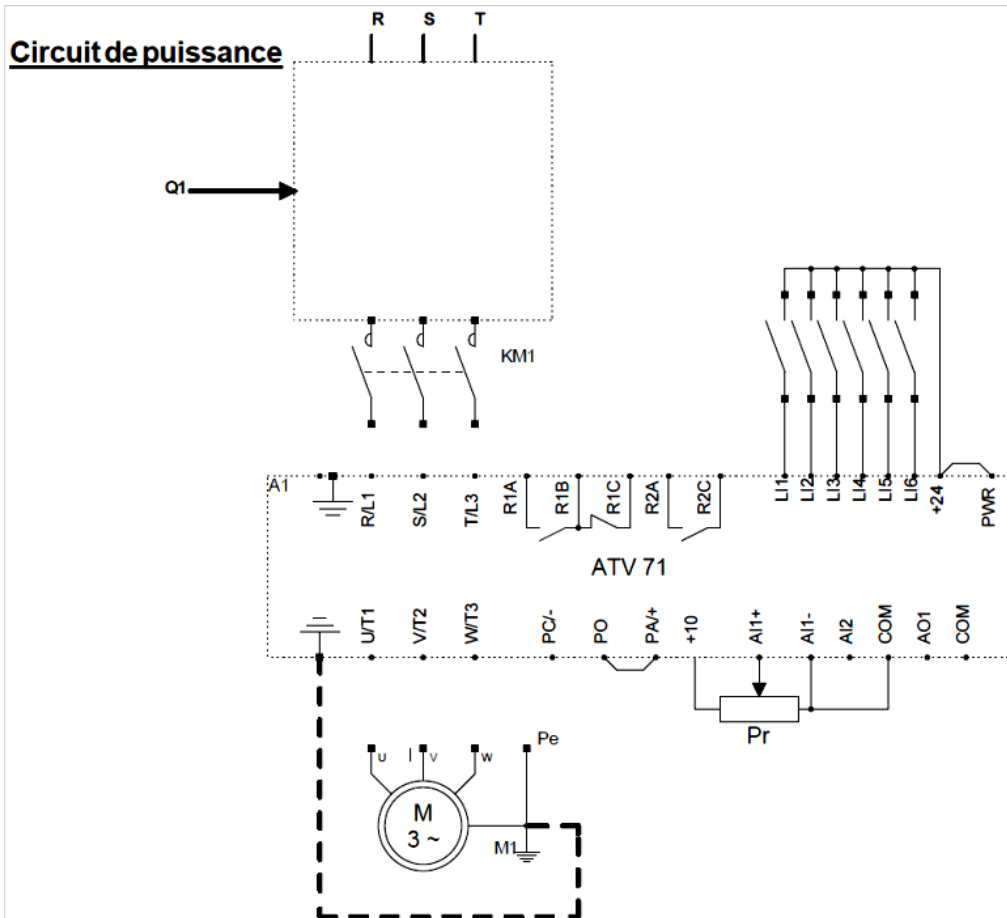 R S T
Circuit de puissance
Q1
KM1
A1
R/L1 S/L2 T/L3 R1A R1B R1C R2A R2C LI1 LI2 LI3 LI4 LI5 LI6 +24 PWR
ATV 71
U/T1 V/T2 W/T3 PC/- PO PA/+ +10 AI1+ AI1- AI2 COM AO1 COM
Pr
Pe
U V W
M
3 ~
M1